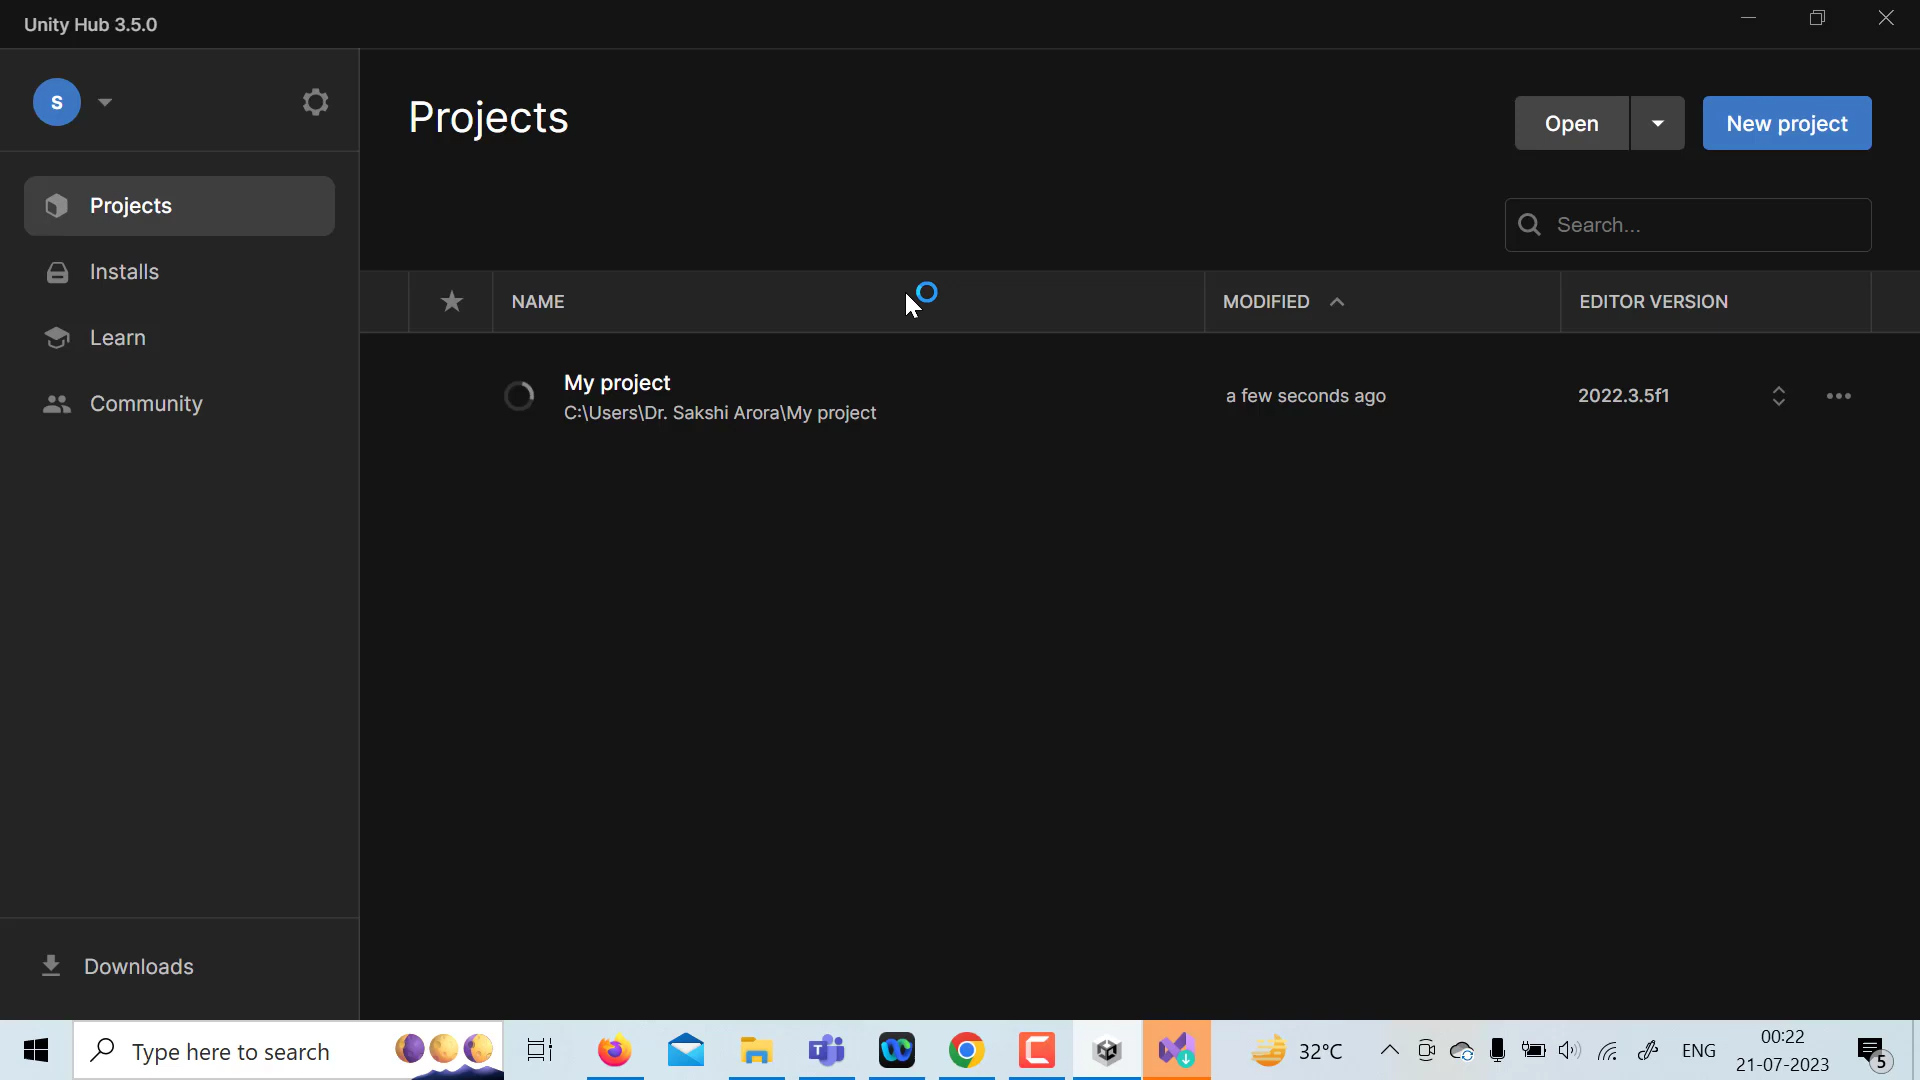 Unity Hub 3.5.0
S
Projects
Open
New project
Projects
Search...
Installs
NAME
MODIFIED
EDITOR VERSION
Learn
My project
C:\Users\Dr. Sakshi Arora\My project
a few seconds ago
2022.3.5f1
Community
Downloads
Type here to search
32°C
ENG
00:22
21-07-2023
5